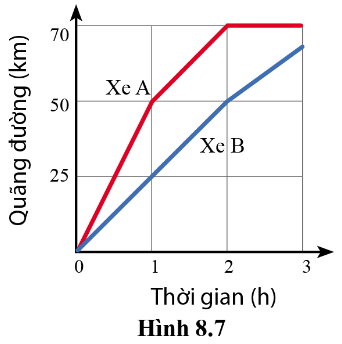 Quãng đường (km)
70
50
25
0
1
2
3
Xe A
Xe B
Thời gian (h)
Hình 8.7